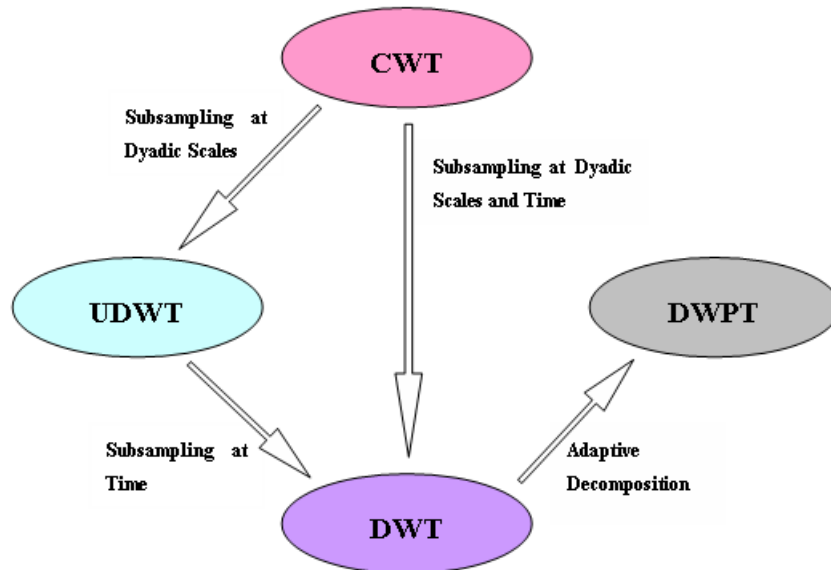 CWT
Subsampling at
Dyadic Scales
Subsampling at Dyadic
Scales and Time
UDWT
DWPT
Subsampling at
Time
Adaptive
Decomposition
DWT